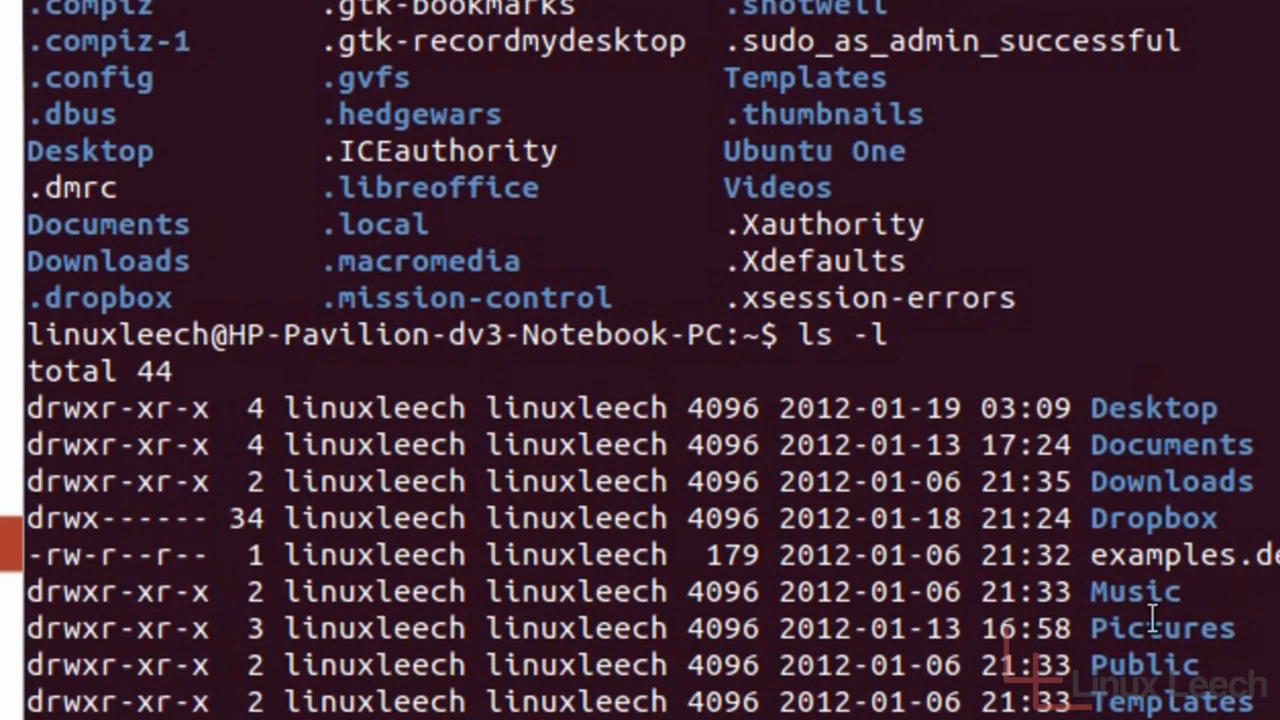 .compiz .gtk-bookmarks .shotwell
.compiz-1 .gtk-recordmydesktop .sudo_as_admin_successful
.config .gvfs Templates
.dbus .hedgewars .thumbnails
Desktop .ICEauthority Ubuntu One
.dmrc .libreoffice Videos
Documents .local .Xauthority
Downloads .macromedia .Xdefaults
.dropbox .mission-control .xsession-errors
linuxleech@HP-Pavilion-dv3-Notebook-PC:~$ ls -l
total 44
drwxr-xr-x 4 linuxleech linuxleech 4096 2012-01-19 03:09 Desktop
drwxr-xr-x 4 linuxleech linuxleech 4096 2012-01-13 17:24 Documents
drwxr-xr-x 2 linuxleech linuxleech 4096 2012-01-06 21:35 Downloads
drwx------ 34 linuxleech linuxleech 4096 2012-01-18 21:24 Dropbox
-rw-r--r-- 1 linuxleech linuxleech 179 2012-01-06 21:32 examples.de
drwxr-xr-x 2 linuxleech linuxleech 4096 2012-01-06 21:33 Music
drwxr-xr-x 3 linuxleech linuxleech 4096 2012-01-13 16:58 Pictures
drwxr-xr-x 2 linuxleech linuxleech 4096 2012-01-06 21:33 Public
drwxr-xr-x 2 linuxleech linuxleech 4096 2012-01-06 21:33 Templates
Linux Leech